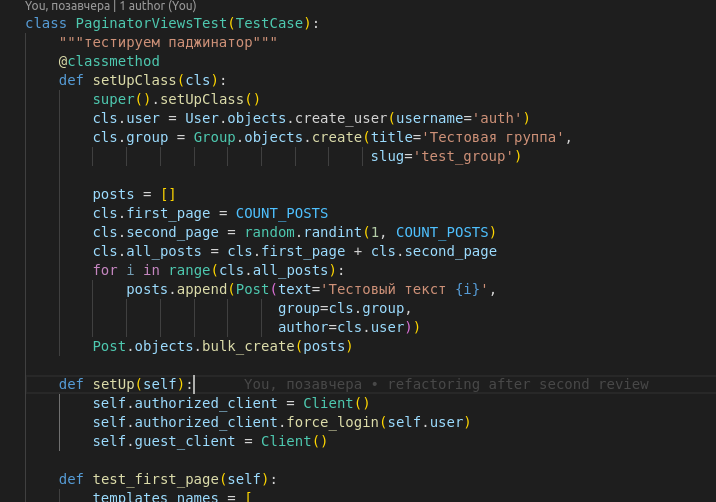 You, позавчера | 1 author (You)
class PaginatorViewsTest(TestCase):
    """тестируем паджинатор"""
    @classmethod
    def setUpClass(cls):
        super().setUpClass()
        cls.user = User.objects.create_user(username='auth')
        cls.group = Group.objects.create(title='Тестовая группа',
                                         slug='test_group')

        posts = []
        cls.first_page = COUNT_POSTS
        cls.second_page = random.randint(1, COUNT_POSTS)
        cls.all_posts = cls.first_page + cls.second_page
        for i in range(cls.all_posts):
            posts.append(Post(text='Тестовый текст {i}',
                              group=cls.group,
                              author=cls.user))
        Post.objects.bulk_create(posts)

    def setUp(self):      You, позавчера • refactoring after second review
        self.authorized_client = Client()
        self.authorized_client.force_login(self.user)
        self.guest_client = Client()

    def test_first_page(self):
        templates_names = [